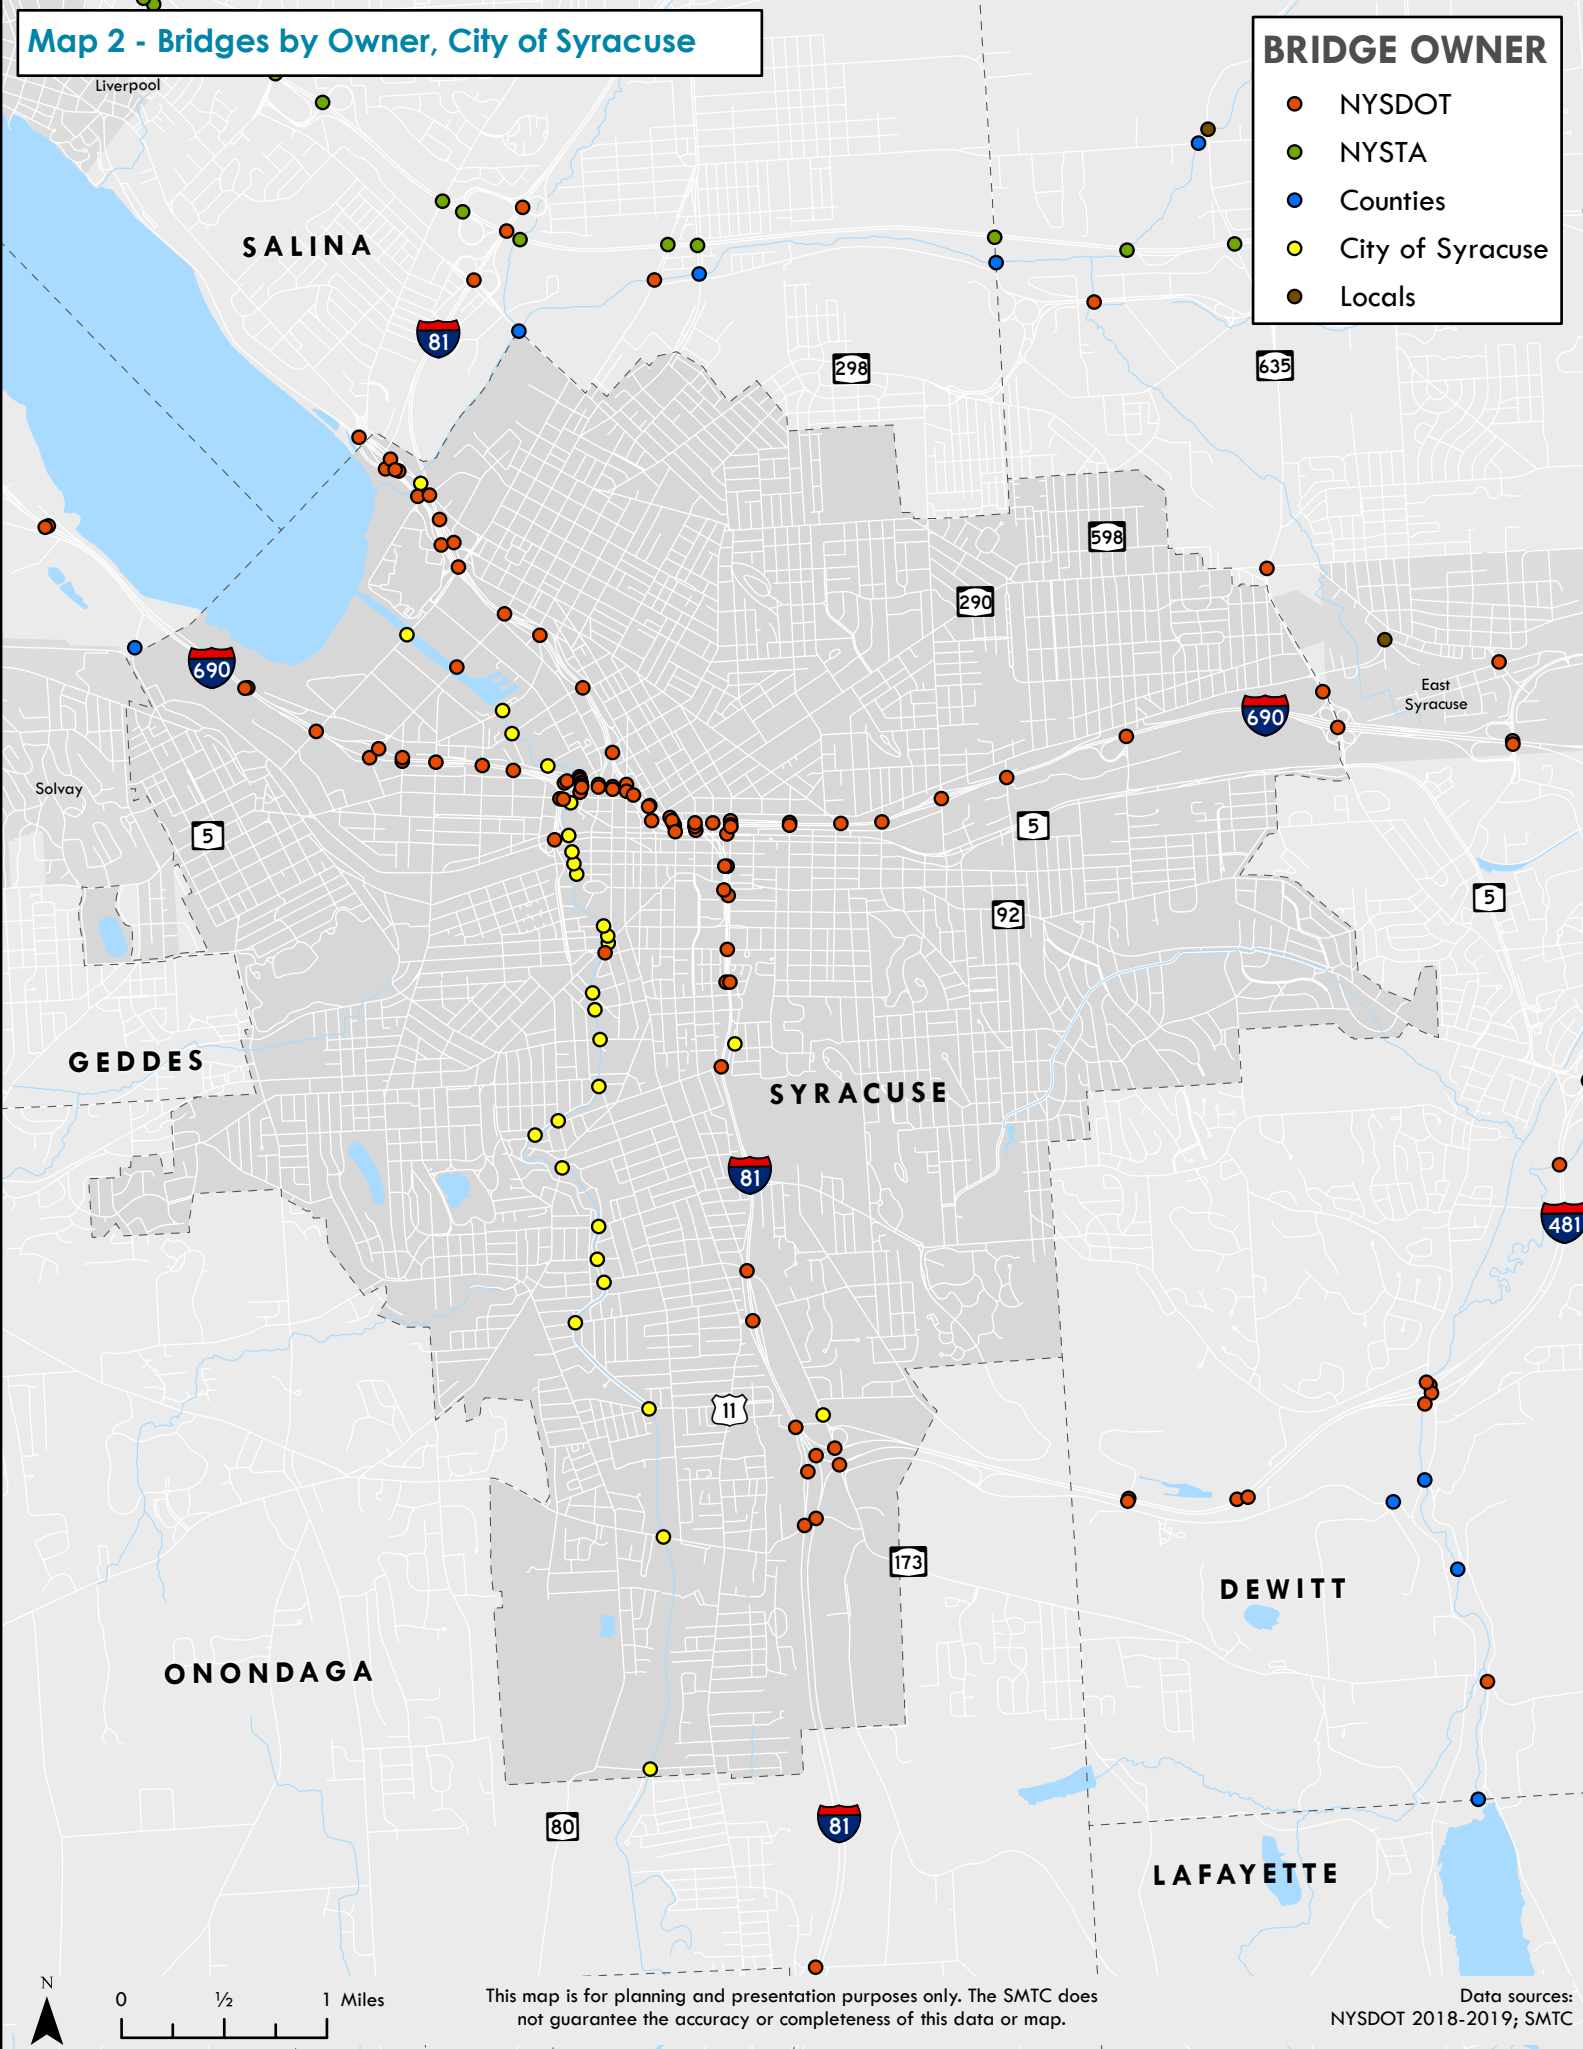 Map 2 - Bridges by Owner, City of Syracuse
BRIDGE OWNER
NYSDOT
NYSTA
Counties
City of Syracuse
Locals
Liverpool
SALINA
81
298
635
598
290
690
690
East
Syracuse
Solvay
5
5
5
92
GEDDES
SYRACUSE
81
481
11
173
DEWITT
ONONDAGA
80
81
LAFAYETTE
N
0 ½ 1 Miles
This map is for planning and presentation purposes only. The SMTC does
not guarantee the accuracy or completeness of this data or map.
Data sources:
NYSDOT 2018-2019; SMTC